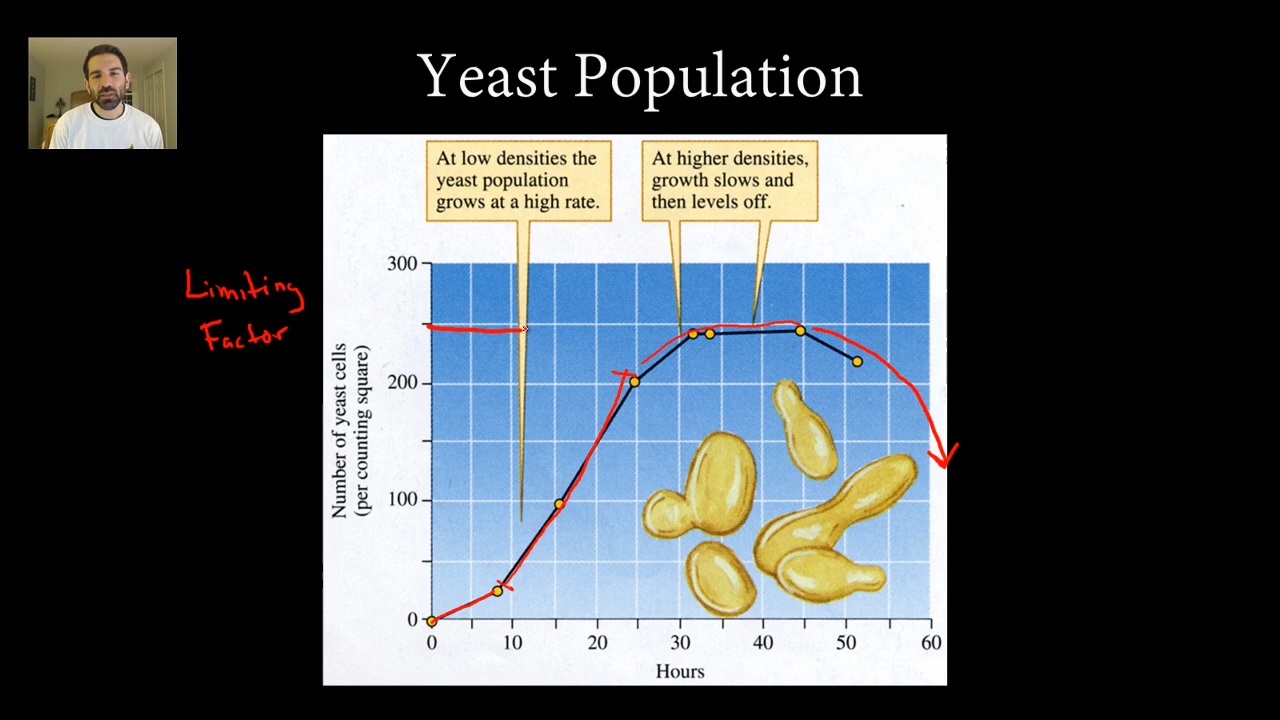 Yeast Population
At low densities the
yeast population
grows at a high rate.
At higher densities,
growth slows and
then levels off.
Limiting
Factor
Number of yeast cells
(per counting square)
300
200
100
0
0 10 20 30 40 50 60
Hours